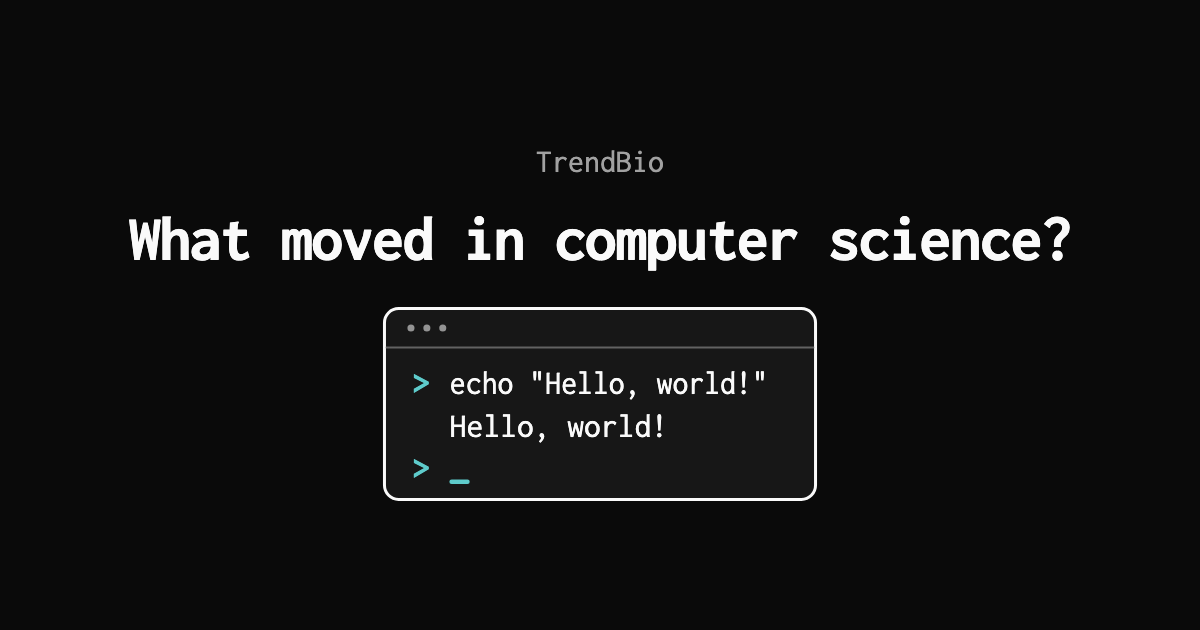 TrendBio
What moved in computer science?
> echo "Hello, world!"
Hello, world!
> _